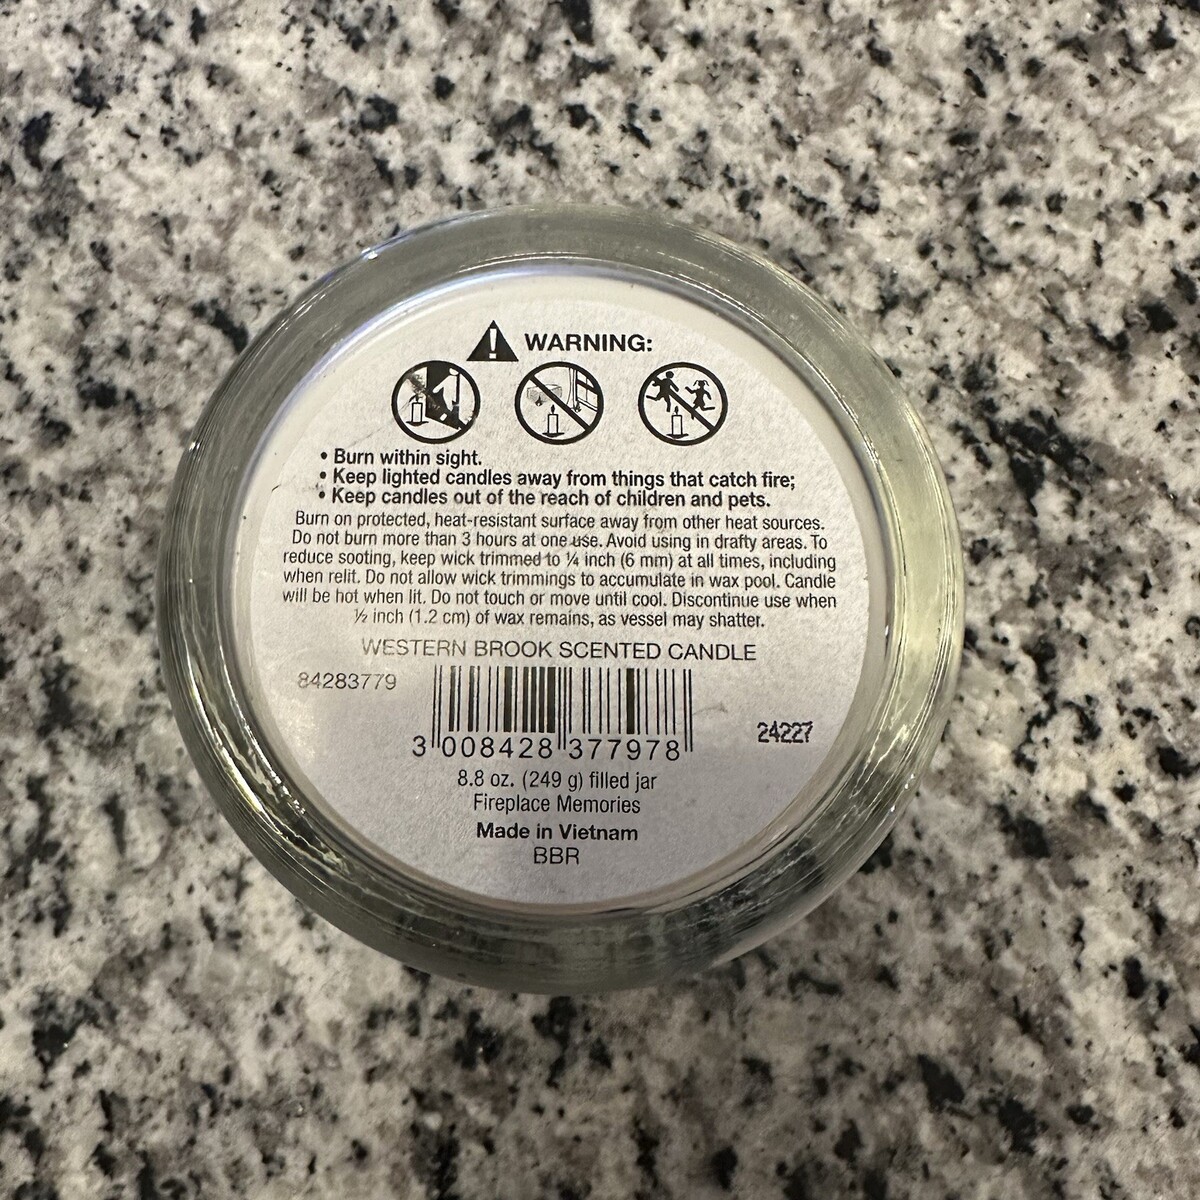 WARNING:
• Burn within sight.
• Keep lighted candles away from things that catch fire;
• Keep candles out of the reach of children and pets.
Burn on protected, heat-resistant surface away from other heat sources.
Do not burn more than 3 hours at one use. Avoid using in drafty areas. To
reduce sooting, keep wick trimmed to ¼ inch (6 mm) at all times, including
when relit. Do not allow wick trimmings to accumulate in wax pool. Candle
will be hot when lit. Do not touch or move until cool. Discontinue use when
½ inch (1.2 cm) of wax remains, as vessel may shatter.
WESTERN BROOK SCENTED CANDLE
84283779
3 008428 377978
24227
8.8 oz. (249 g) filled jar
Fireplace Memories
Made in Vietnam
BBR